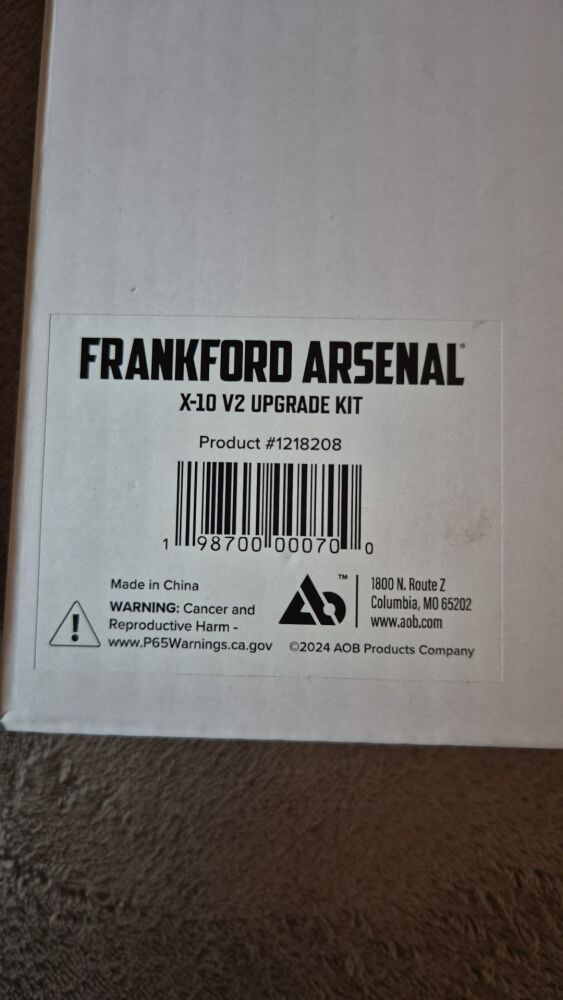 FRANKFORD ARSENAL®
X-10 V2 UPGRADE KIT
Product #1218208
1 98700 00070 0
Made in China
WARNING: Cancer and
Reproductive Harm -
www.P65Warnings.ca.gov
!
AO
™
1800 N. Route Z
Columbia, MO 65202
www.aob.com
©2024 AOB Products Company